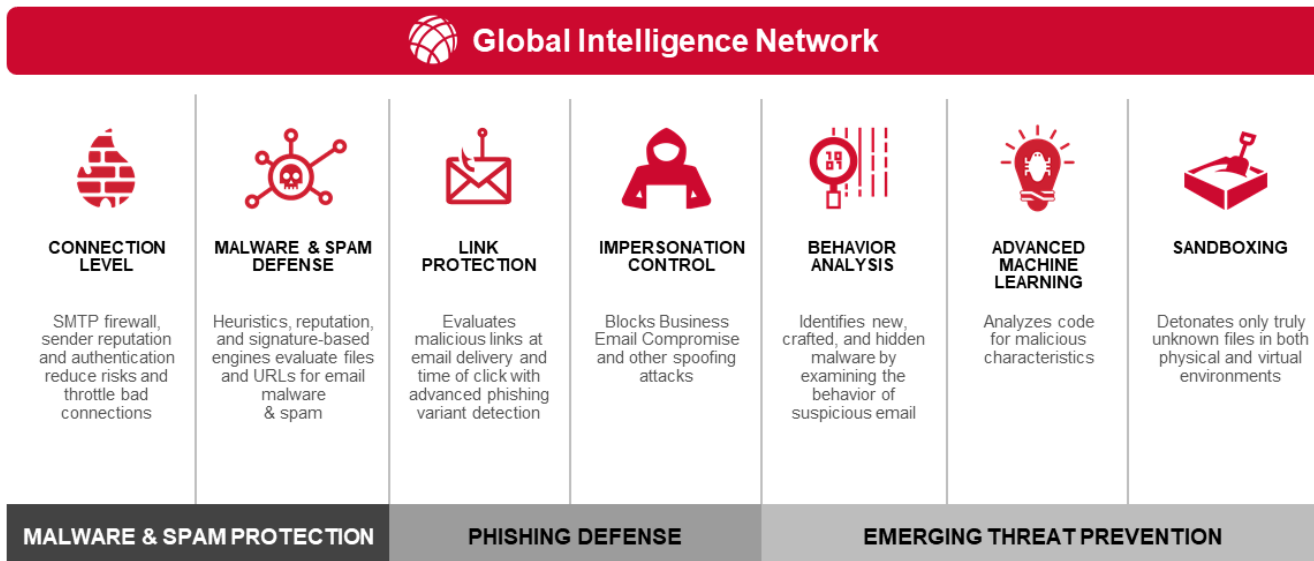 Global Intelligence Network
CONNECTION
LEVEL
SMTP firewall,
sender reputation
and authentication
reduce risks and
throttle bad
connections
MALWARE & SPAM
DEFENSE
Heuristics, reputation,
and signature-based
engines evaluate files
and URLs for email
malware
& spam
LINK
PROTECTION
Evaluates
malicious links at
email delivery and
time of click with
advanced phishing
variant detection
IMPERSONATION
CONTROL
Blocks Business
Email Compromise
and other spoofing
attacks
10
01
BEHAVIOR
ANALYSIS
Identifies new,
crafted, and hidden
malware by
examining the
behavior of
suspicious email
ADVANCED
MACHINE
LEARNING
Analyzes code
for malicious
characteristics
SANDBOXING
Detonates only truly
unknown files in both
physical and virtual
environments
MALWARE & SPAM PROTECTION
PHISHING DEFENSE
EMERGING THREAT PREVENTION